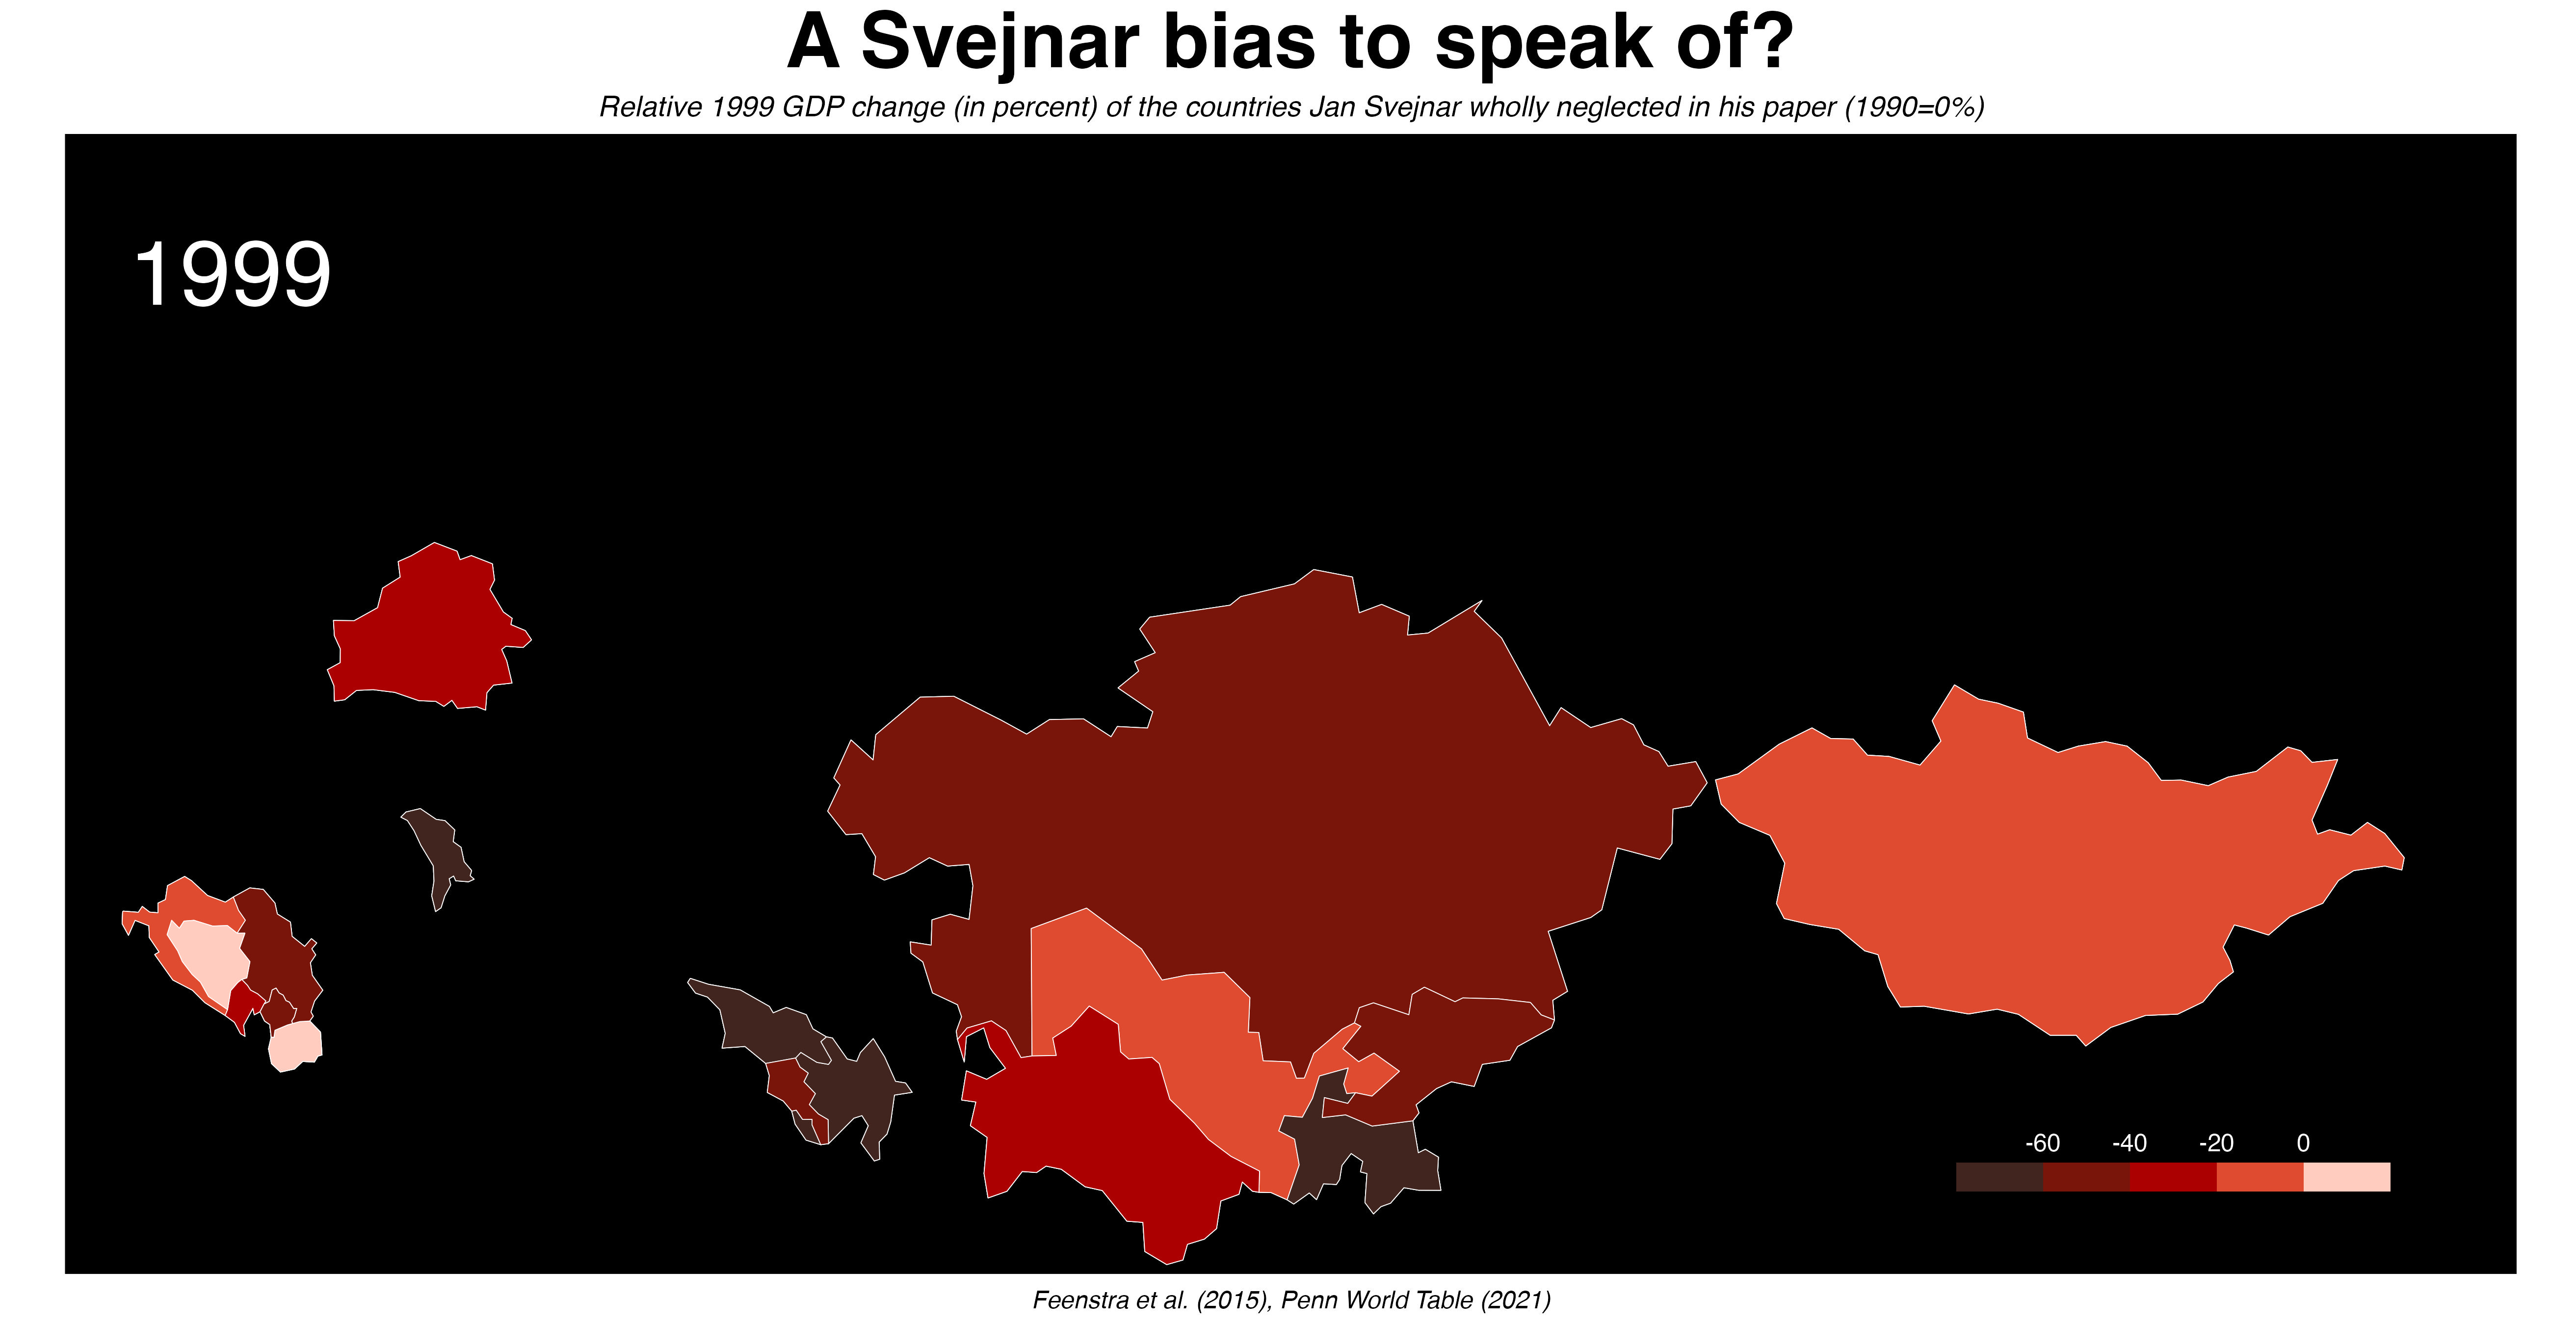 A Svejnar bias to speak of?
Relative 1999 GDP change (in percent) of the countries Jan Svejnar wholly neglected in his paper (1990=0%)
1999
-60 -40 -20 0
Feenstra et al. (2015), Penn World Table (2021)